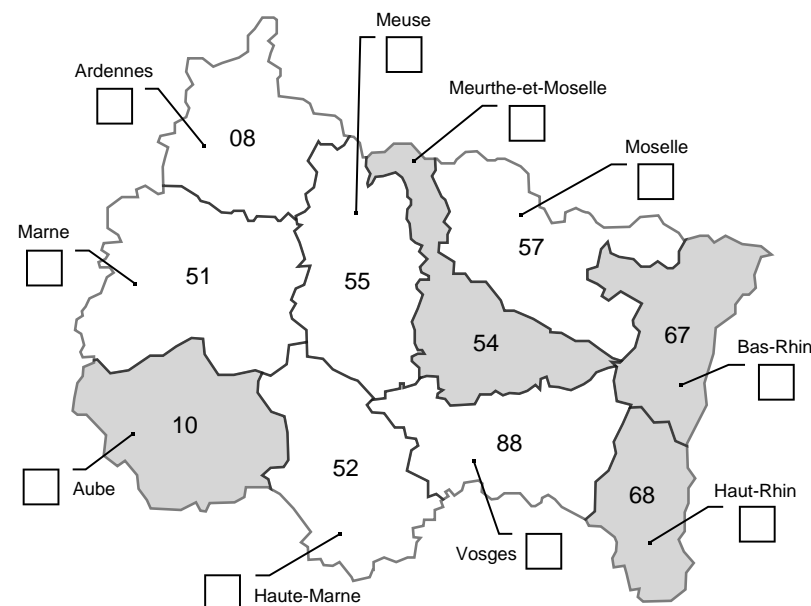 Meuse
Ardennes
Meurthe-et-Moselle
08
Moselle
Marne
57
51
55
67
54
Bas-Rhin
10
88
52
Aube
68
Haut-Rhin
Vosges
Haute-Marne